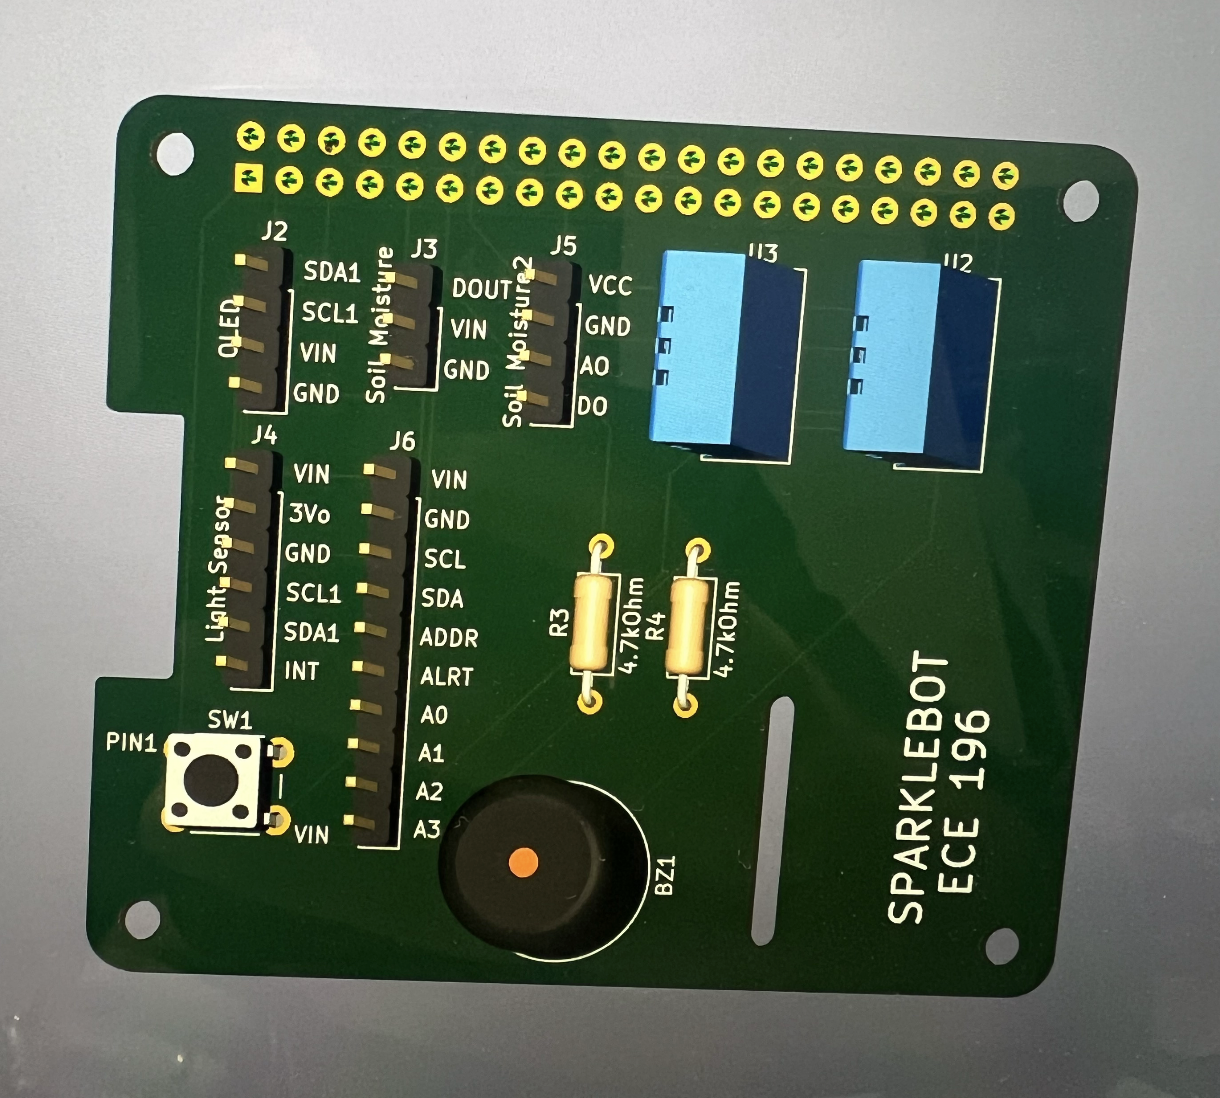 J2
SDA1
SCL1
VIN
GND
OLED
J3
DOUT
VIN
GND
Soil Moisture
J5
VCC
GND
AO
DO
Soil Moisture2
U3
U2
J4
VIN
3Vo
GND
SCL1
SDA1
INT
Light Sensor
J6
VIN
GND
SCL
SDA
ADDR
ALRT
A0
A1
A2
A3
R3
4.7kOhm
R4
4.7kOhm
SW1
PIN1
VIN
BZ1
SPARKLEBOT
ECE 196